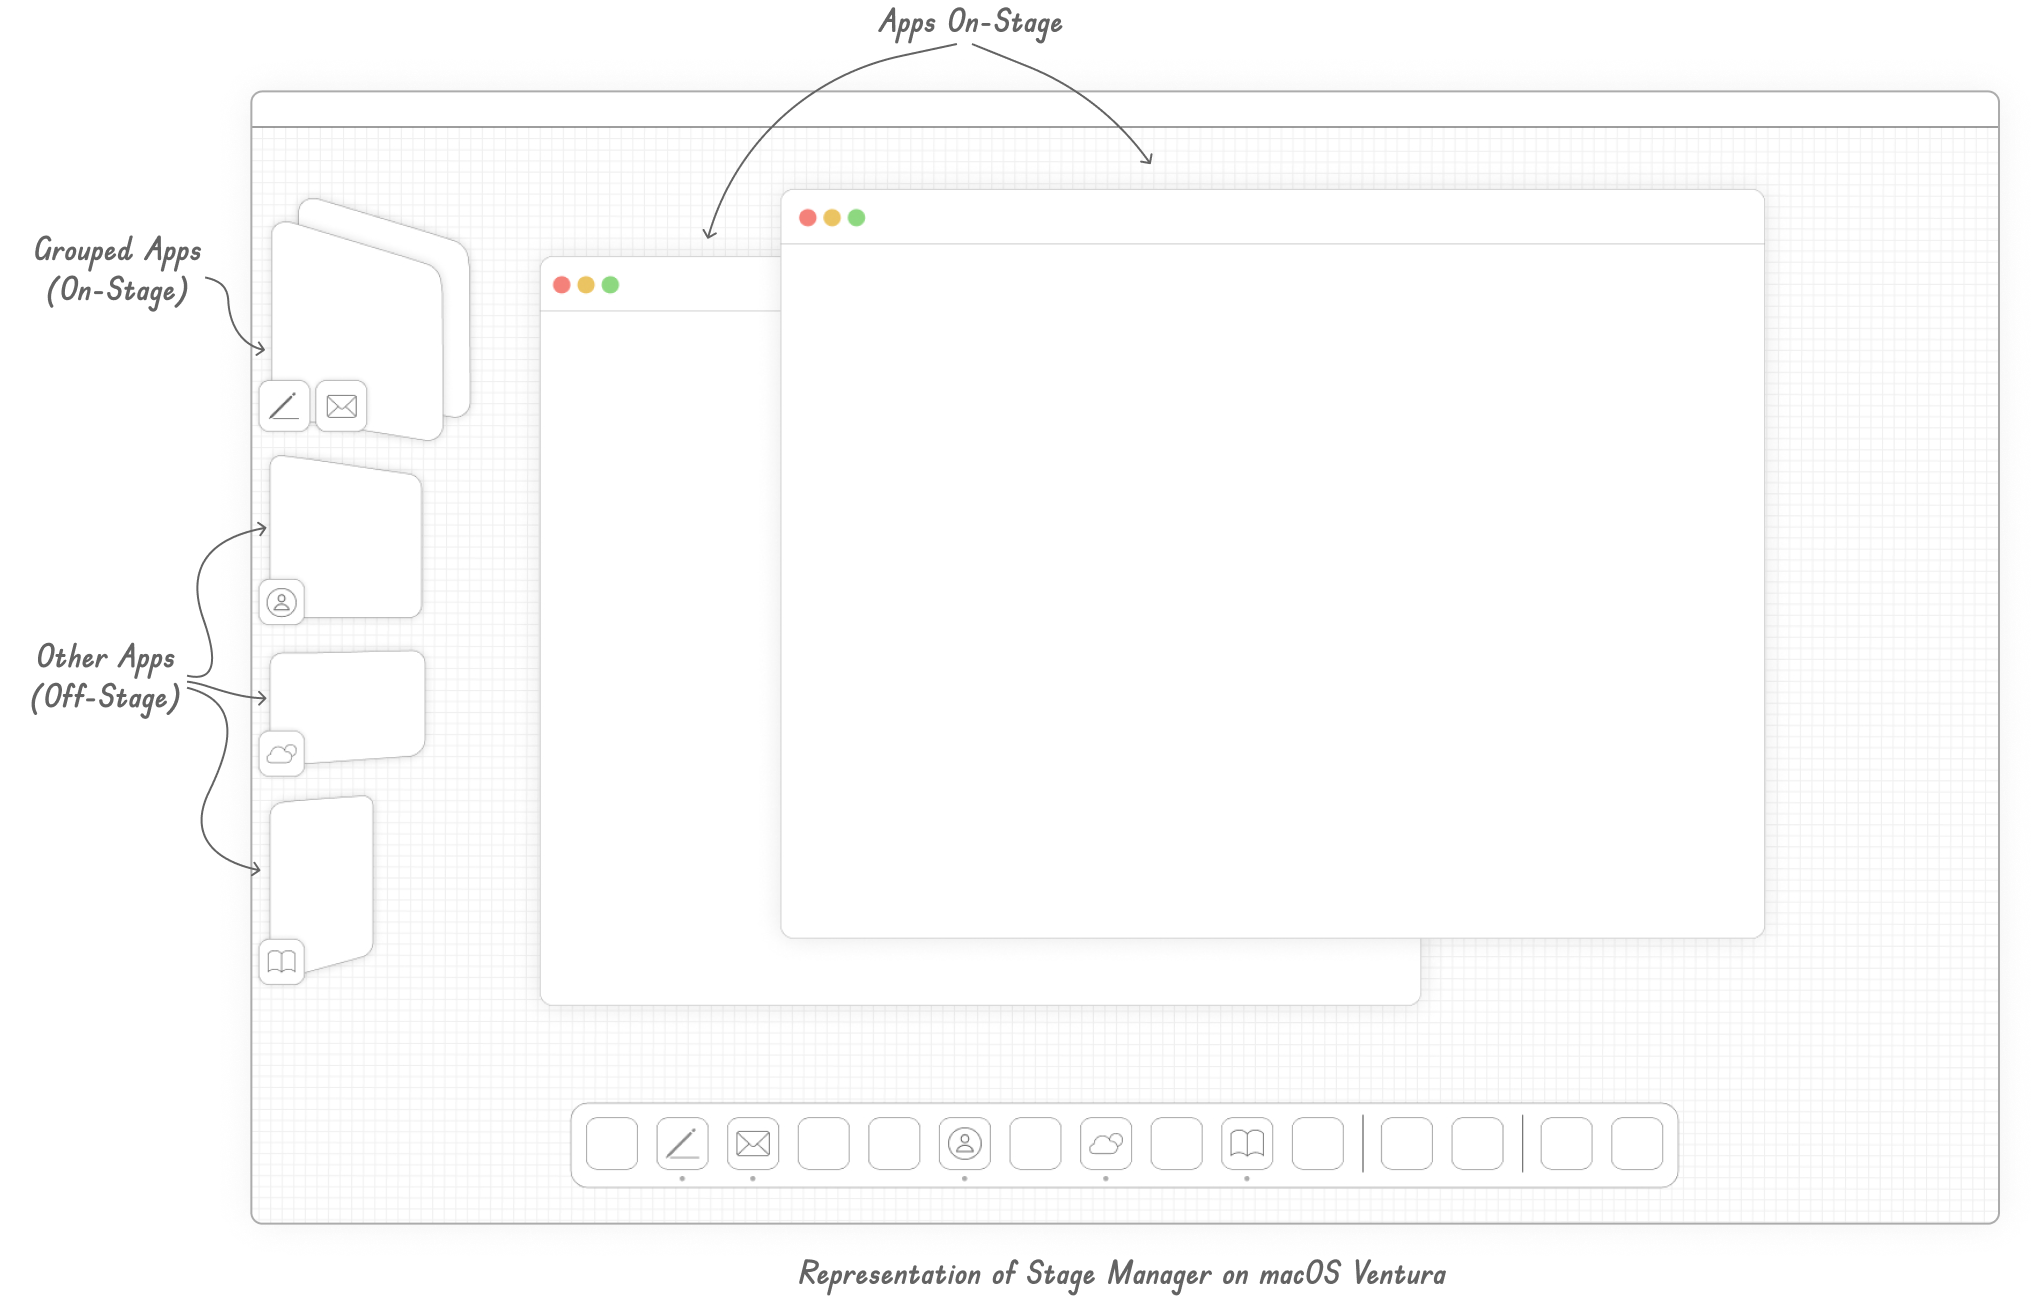 Apps On-Stage
Grouped Apps
(On-Stage)
Other Apps
(Off-Stage)
Representation of Stage Manager on macOS Ventura